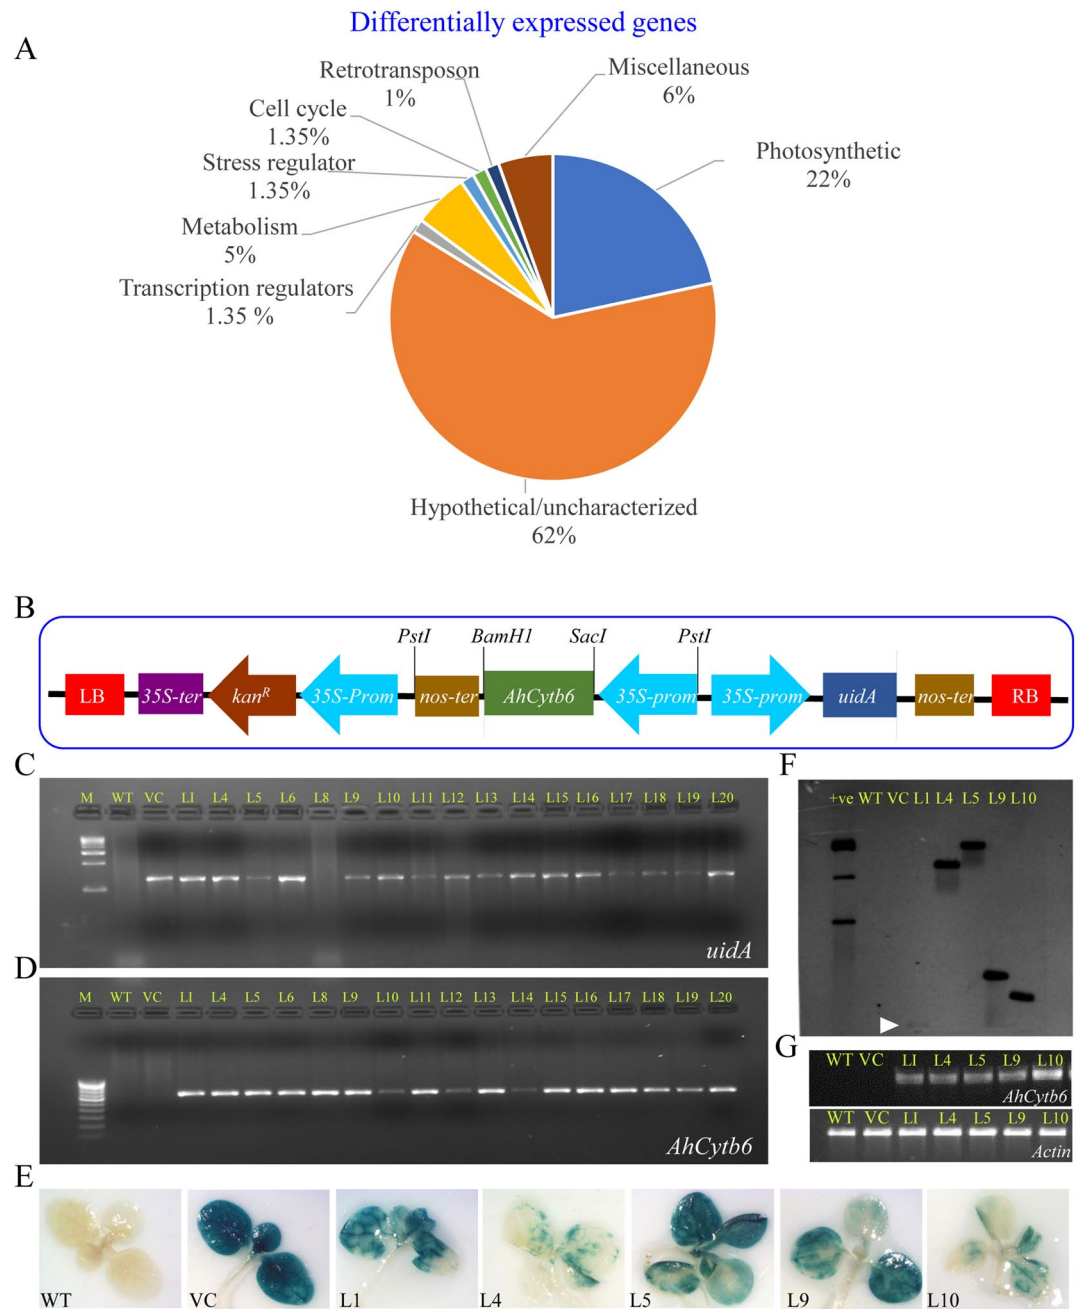 Differentially expressed genes
A
Retrotransposon
1%
Miscellaneous
6%
Cell cycle
1.35%
Photosynthetic
22%
Stress regulator
1.35%
Metabolism
5%
Transcription regulators
1.35 %
Hypothetical/uncharacterized
62%
B
PstI BamH1 SacI PstI
LB 35S-ter kanR 35S-Prom nos-ter AhCytb6 35S-prom 35S-prom uidA nos-ter RB
C
M WT VC LI L4 L5 L6 L8 L9 L10 L11 L12 L13 L14 L15 L16 L17 L18 L19 L20
uidA
D
M WT VC LI L4 L5 L6 L8 L9 L10 L11 L12 L13 L14 L15 L16 L17 L18 L19 L20
AhCytb6
F
+ve WT VC L1 L4 L5 L9 L10
G
WT VC LI L4 L5 L9 L10
AhCytb6
WT VC LI L4 L5 L9 L10
Actin
E
WT VC L1 L4 L5 L9 L10